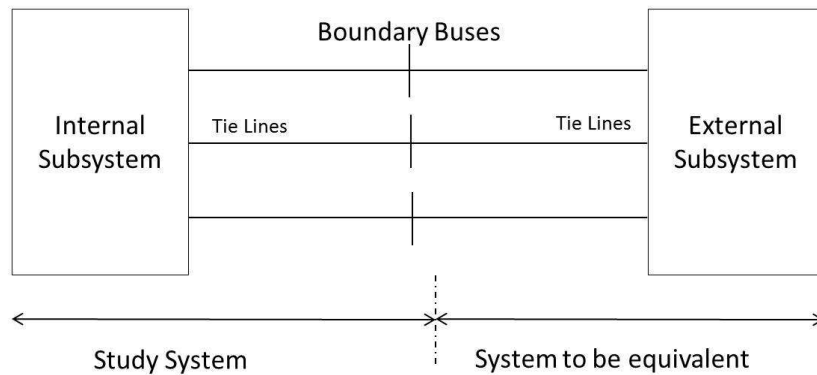 Boundary Buses
Internal
Subsystem
Tie Lines
Tie Lines
External
Subsystem
Study System
System to be equivalent